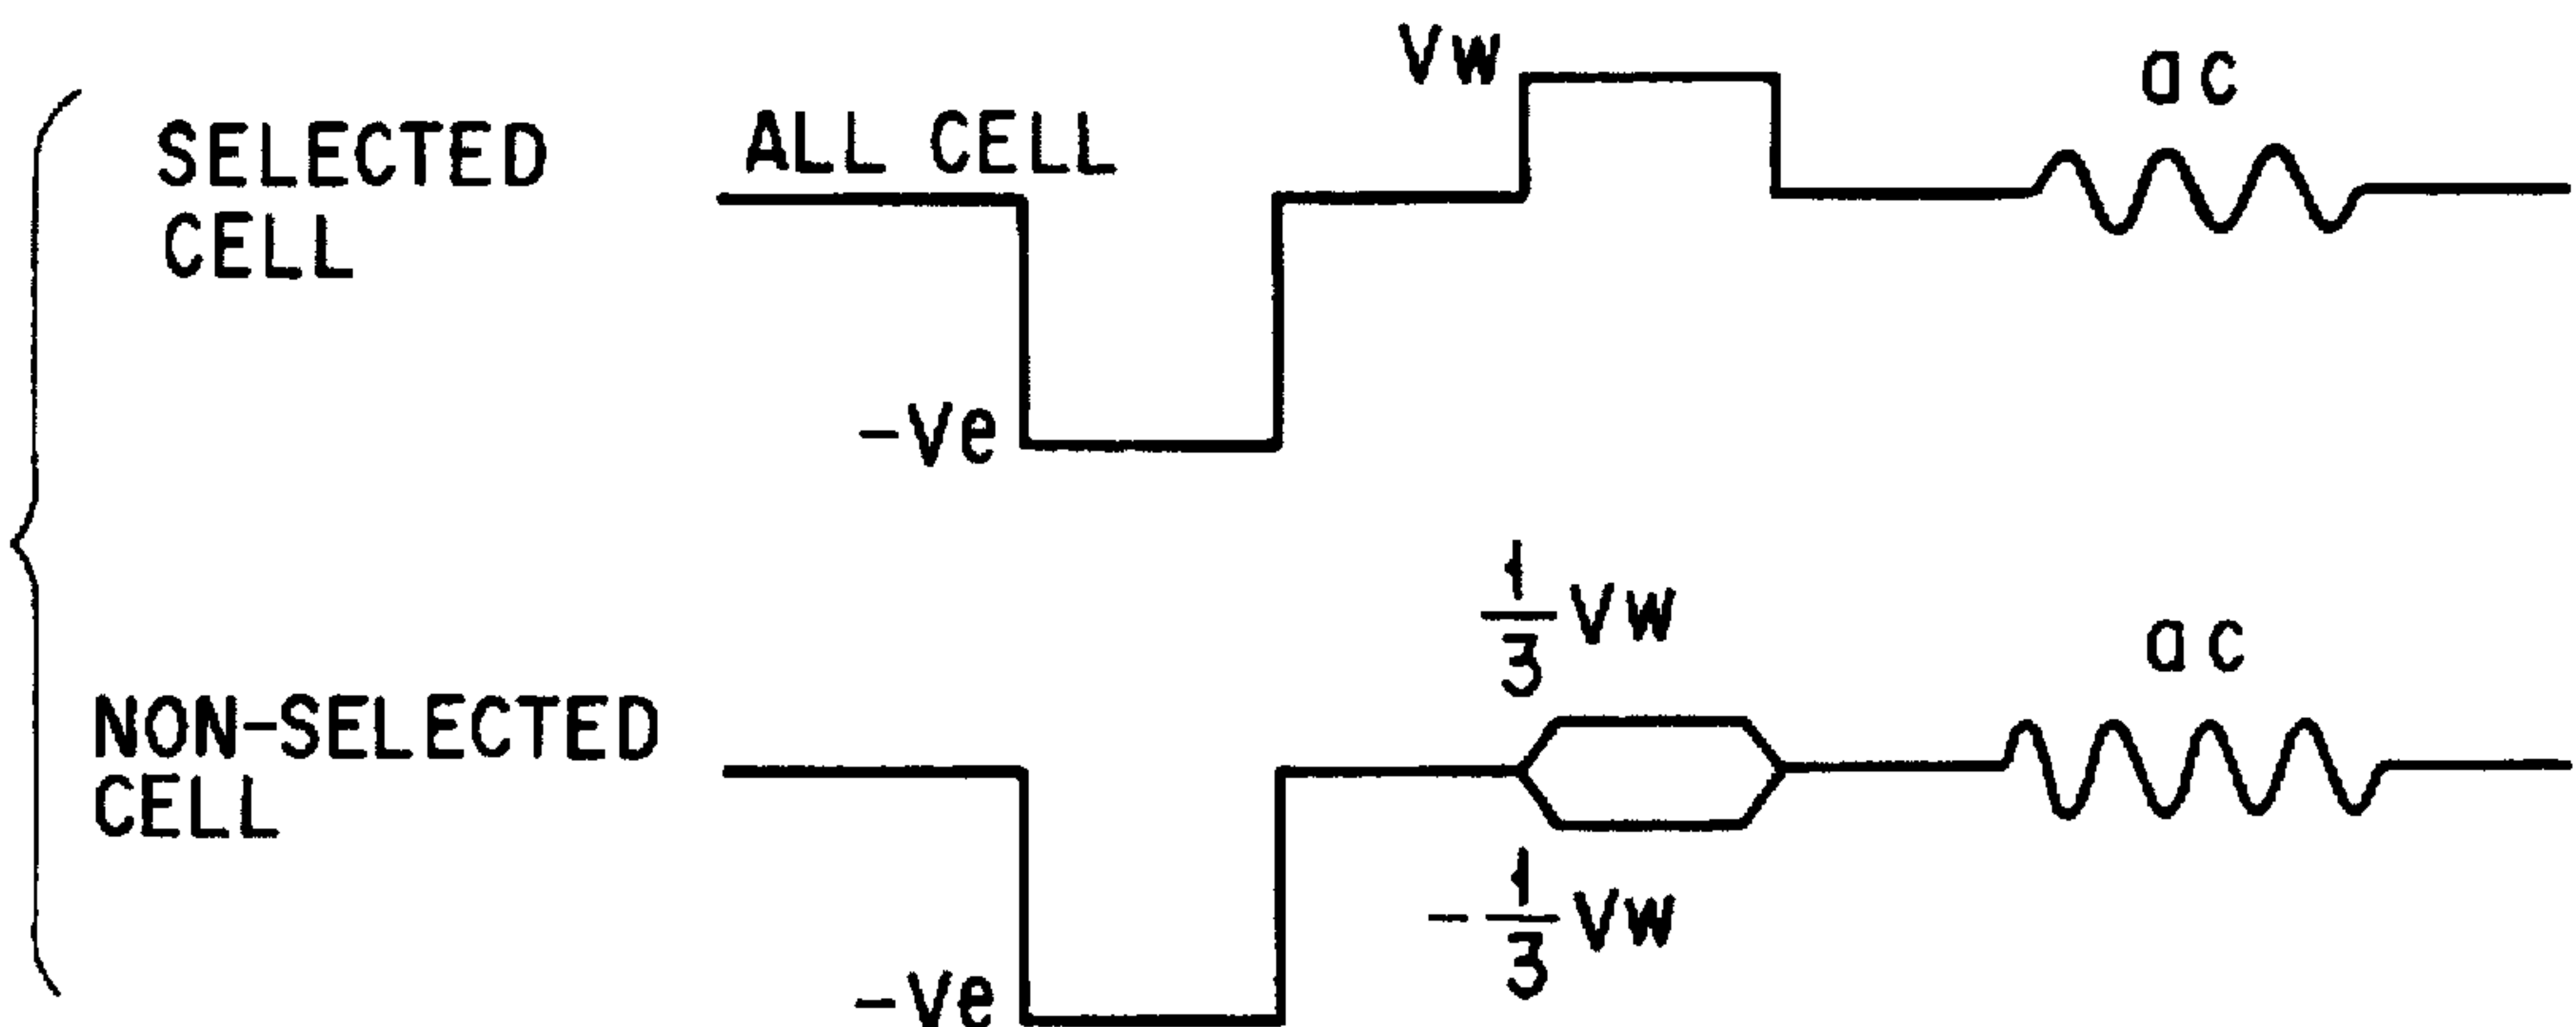 SELECTED
CELL
ALL CELL
Vw
ac
-Ve
NON-SELECTED
CELL
1/3 Vw
ac
-1/3 Vw
-Ve